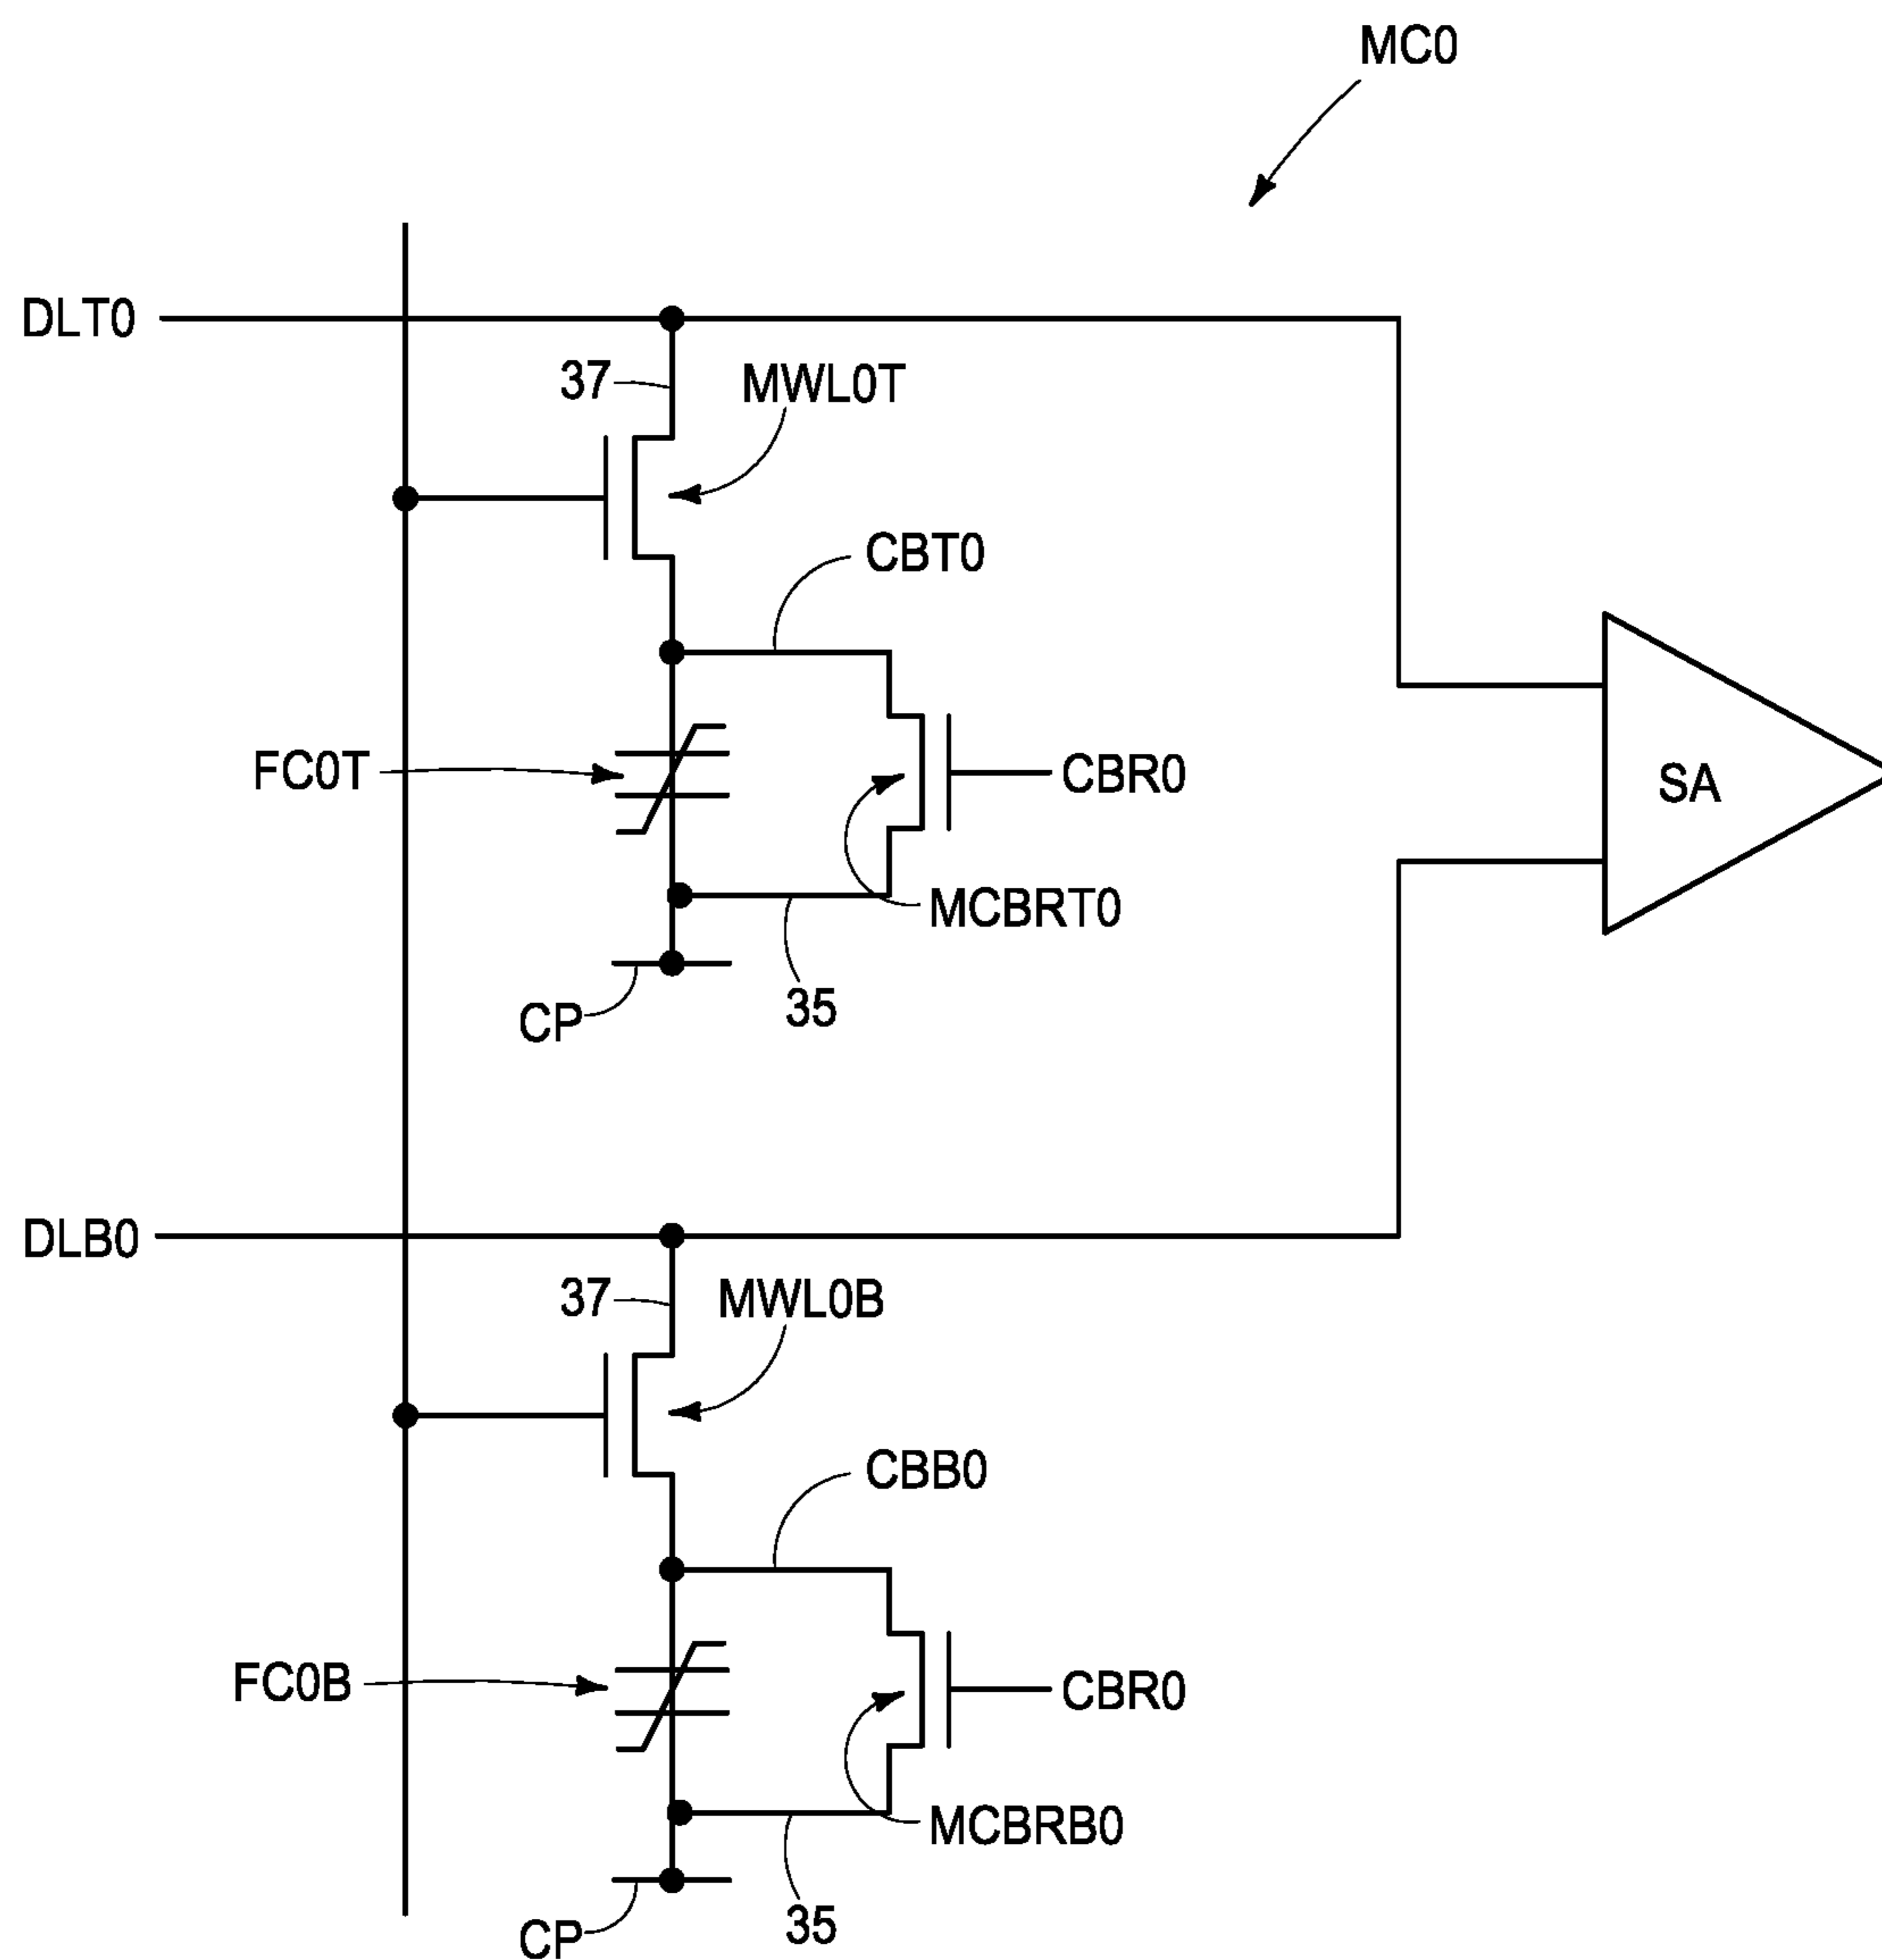 MC0
DLT0
37
MWL0T
CBT0
FC0T
CBR0
SA
MCBRT0
CP
35
DLB0
37
MWL0B
CBB0
FC0B
CBR0
MCBRB0
CP
35